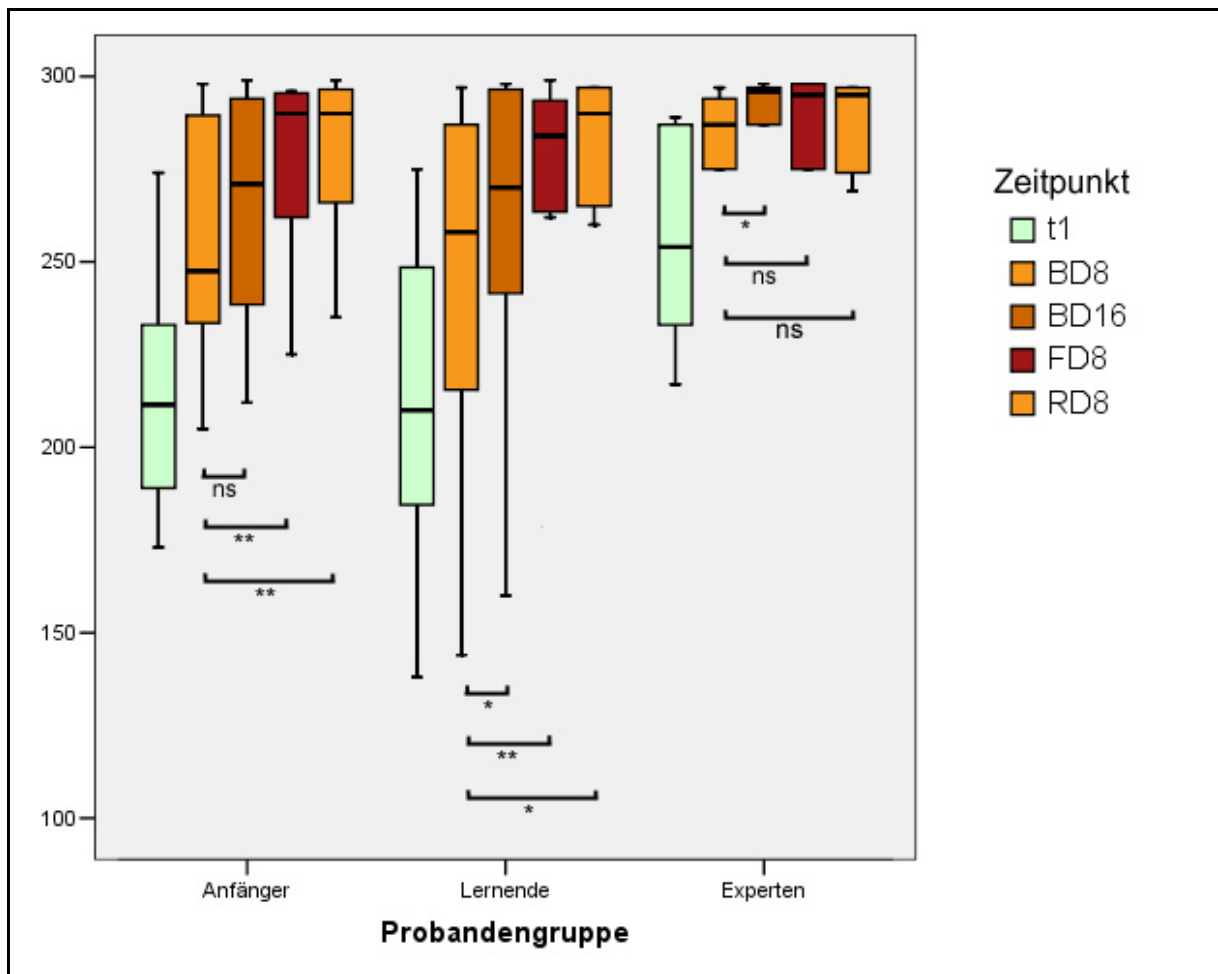 300
250
200
150
100
ns
**
**
*
**
*
*
ns
ns
Anfänger Lernende Experten
Probandengruppe
Zeitpunkt
t1
BD8
BD16
FD8
RD8